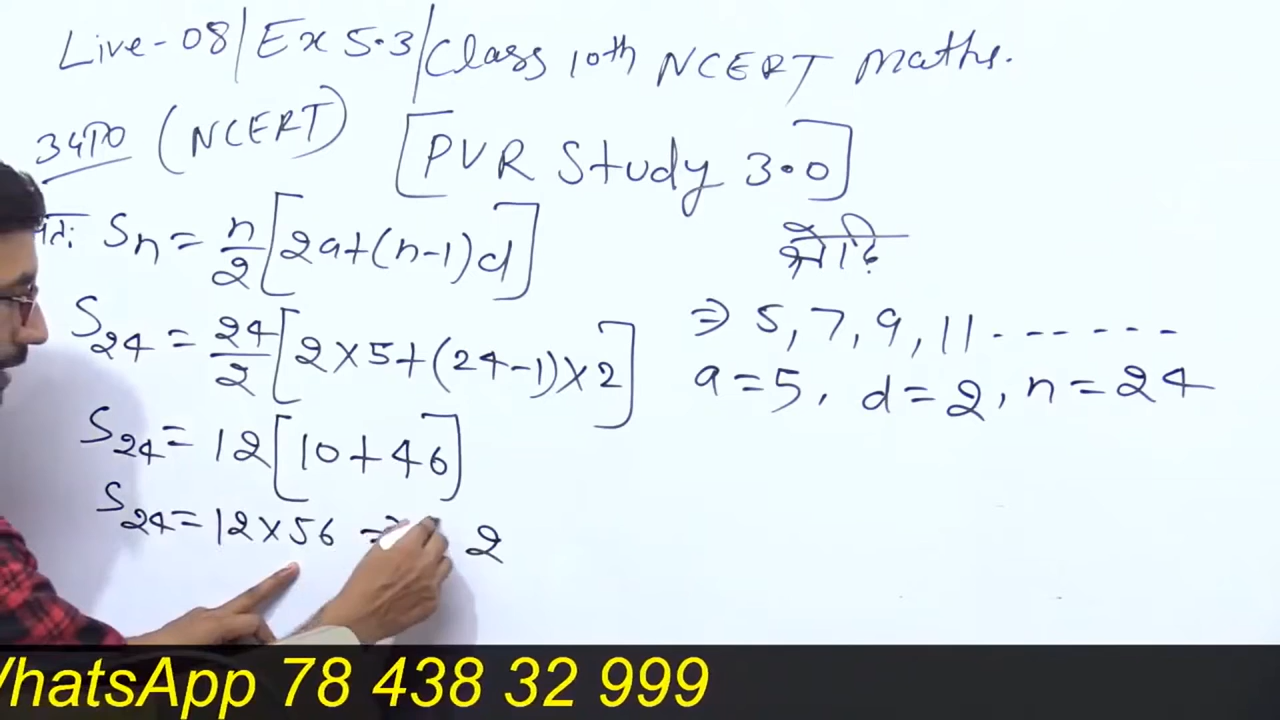 Live-08/Ex 5.3/Class 10th NCERT Maths.
(NCERT) [PVR Study 3.0]
Sn = n/2 [2a+(n-1)d]
श्रेढ़ि
S24 = 24/2 [2×5+(24-1)×2]
⇒ 5, 7, 9, 11 - - - - - -
a=5, d=2, n=24
S24 = 12[10+46]
S24 = 12×56 ⇒ 2
WhatsApp 78 438 32 999